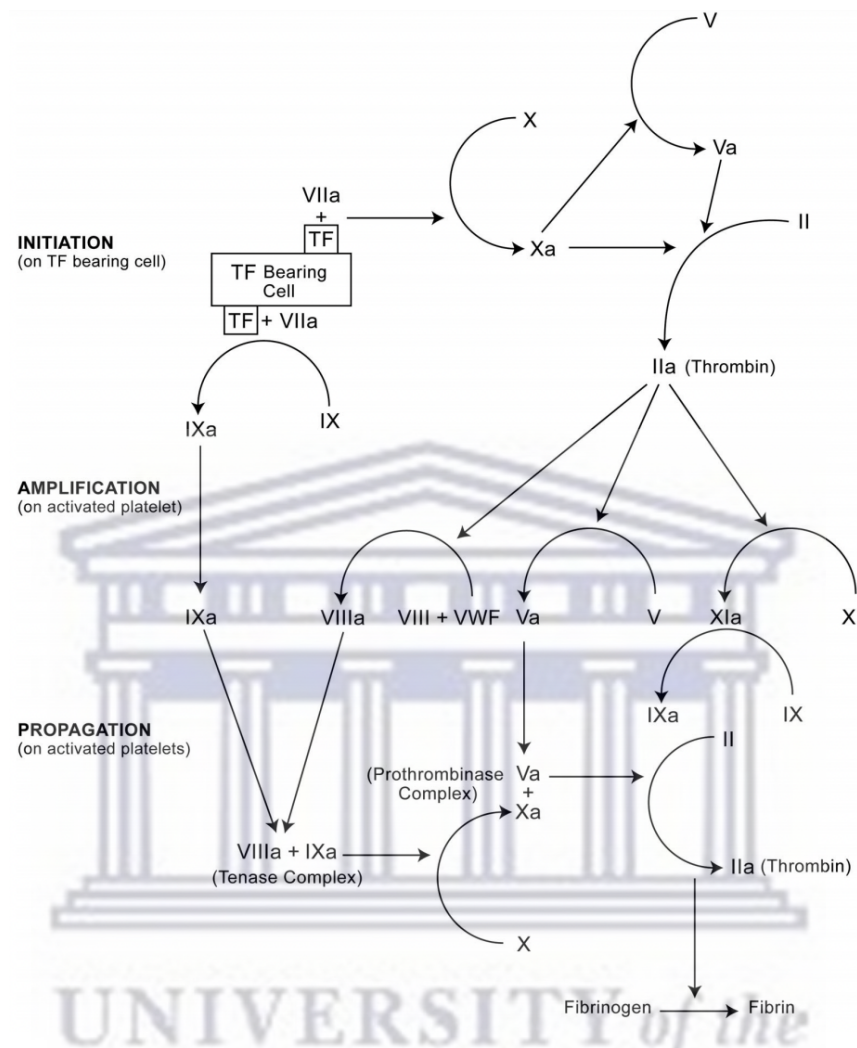 V
X
Va
VIIa
+
TF
INITIATION
(on TF bearing cell)
Xa
II
TF Bearing
Cell
TF + VIIa
IIa (Thrombin)
IXa
IX
AMPLIFICATION
(on activated platelet)
IXa
VIIIa
VIII + VWF
Va
V
XIa
X
IXa
IX
PROPAGATION
(on activated platelets)
II
(Prothrombinase
Complex)
Va
+
Xa
VIIIa + IXa
(Tenase Complex)
IIa (Thrombin)
X
Fibrinogen
Fibrin
UNIVERSITY of the